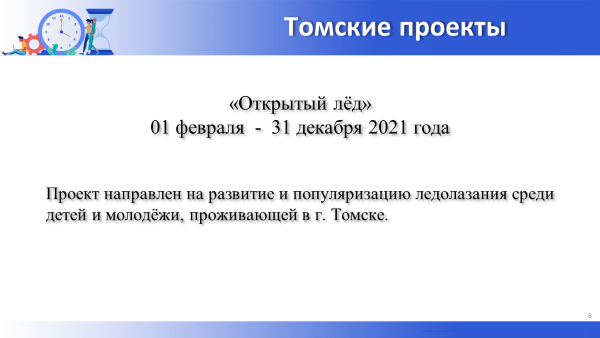 Томские проекты
«Открытый лёд»
01 февраля - 31 декабря 2021 года
Проект направлен на развитие и популяризацию ледолазания среди
детей и молодёжи, проживающей в г. Томске.
8